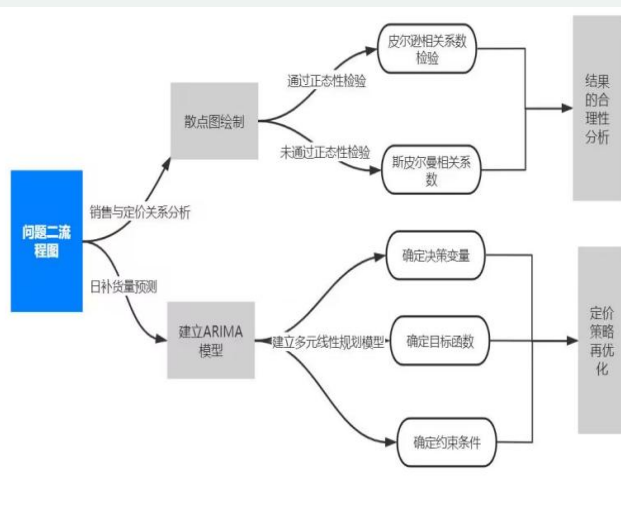 皮尔逊相关系数
检验
通过正态性检验
结果
的合
理性
分析
散点图绘制
未通过正态性检验
斯皮尔曼相关系
数
销售与定价关系分析
问题二流
程图
日补货量预测
确定决策变量
建立ARIMA
模型
建立多元线性规划模型
确定目标函数
定价
策略
再优
化
确定约束条件